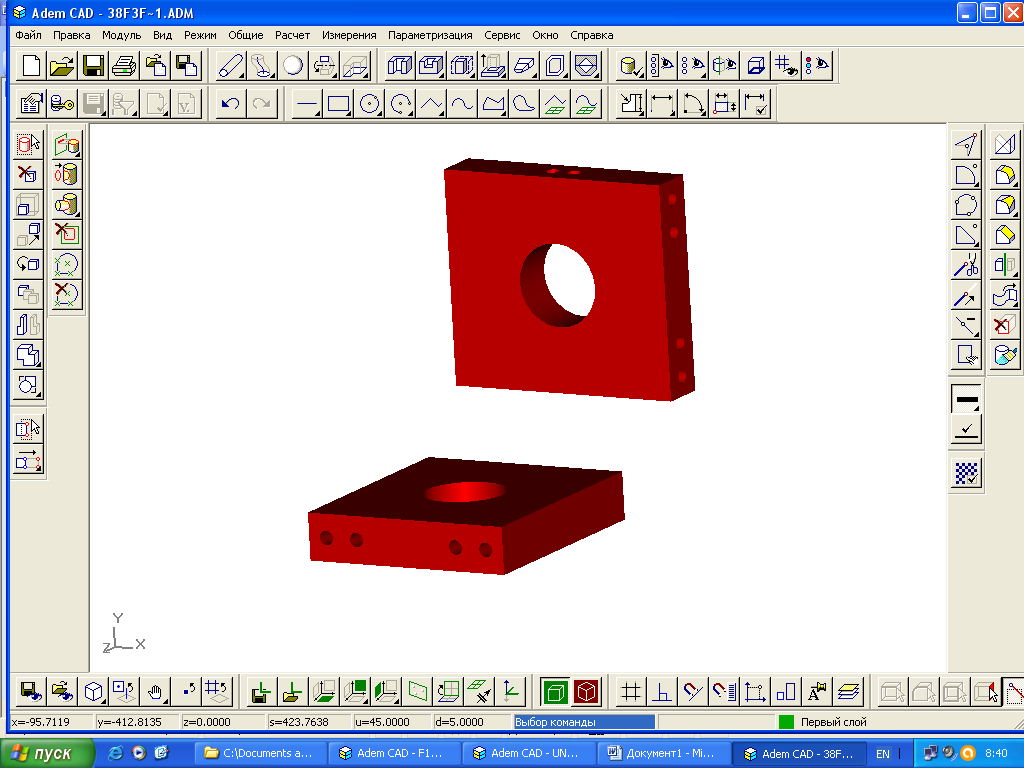 Adem CAD - 38F3F~1.ADM
Файл Правка Модуль Вид Режим Общие Расчет Измерения Параметризация Сервис Окно Справка
Y
Z X
x=-95.7119 y=-412.8135 z=0.0000 s=423.7638 u=45.0000 d=5.0000 Выбор команды Первый слой
пуск C:\Documents a... Adem CAD - F1... Adem CAD - UN... Документ1 - Mi... Adem CAD - 38F... EN 8:40